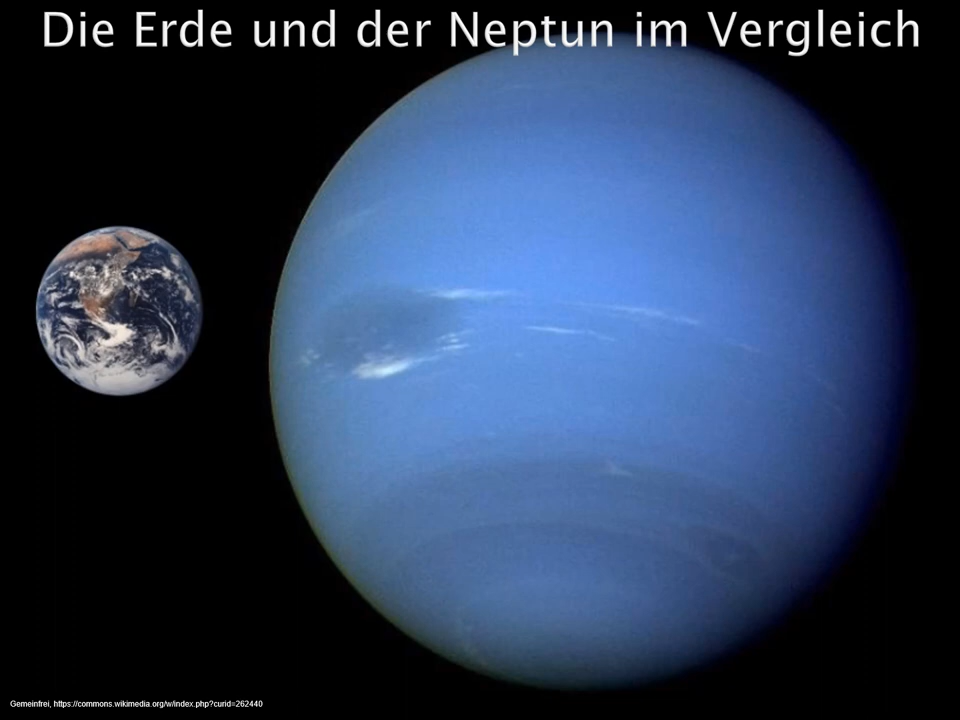 Die Erde und der Neptun im Vergleich
Gemeinfrei, https://commons.wikimedia.org/w/index.php?curid=262440